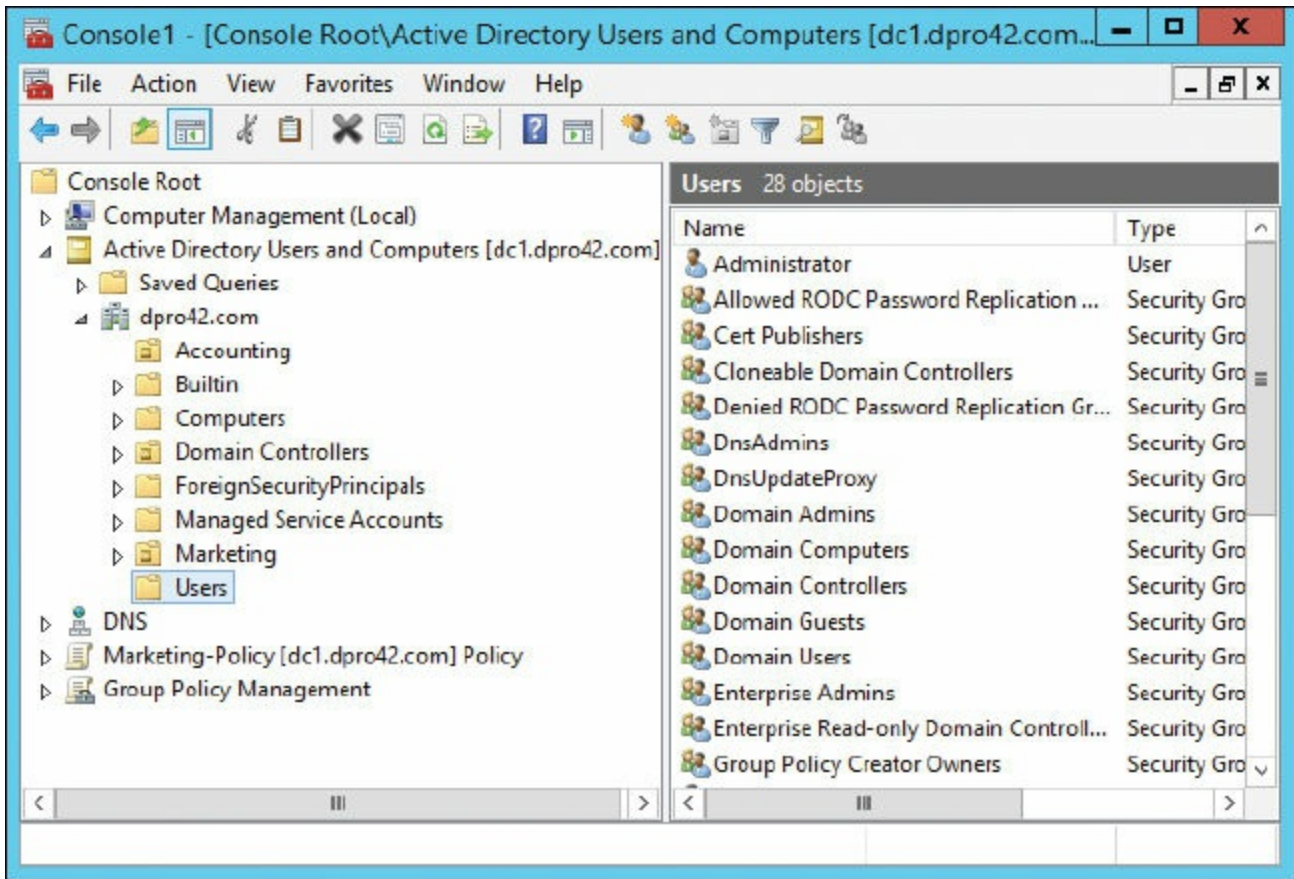 Console1 - [Console Root\Active Directory Users and Computers [dc1.dpro42.com...
File Action View Favorites Window Help
Console Root
Computer Management (Local)
Active Directory Users and Computers [dc1.dpro42.com]
Saved Queries
dpro42.com
Accounting
Builtin
Computers
Domain Controllers
ForeignSecurityPrincipals
Managed Service Accounts
Marketing
Users
DNS
Marketing-Policy [dc1.dpro42.com] Policy
Group Policy Management
Users 28 objects
Name Type
Administrator User
Allowed RODC Password Replication ... Security Gro
Cert Publishers Security Gro
Cloneable Domain Controllers Security Gro
Denied RODC Password Replication Gr... Security Gro
DnsAdmins Security Gro
DnsUpdateProxy Security Gro
Domain Admins Security Gro
Domain Computers Security Gro
Domain Controllers Security Gro
Domain Guests Security Gro
Domain Users Security Gro
Enterprise Admins Security Gro
Enterprise Read-only Domain Controll... Security Gro
Group Policy Creator Owners Security Gro